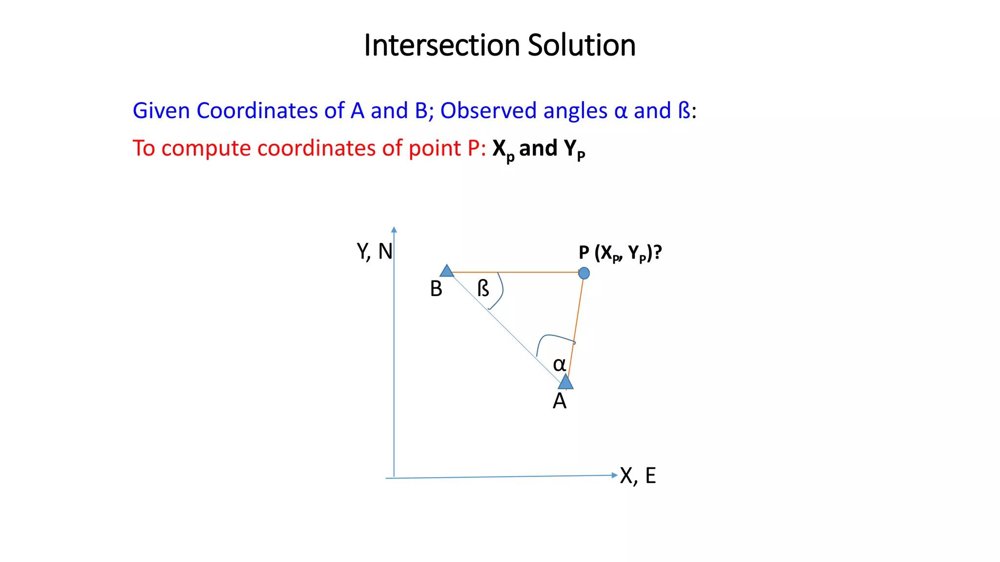 Intersection Solution
Given Coordinates of A and B; Observed angles α and ß:
To compute coordinates of point P: Xp and YP
Y, N
P (XP, YP)?
B
ß
α
A
X, E